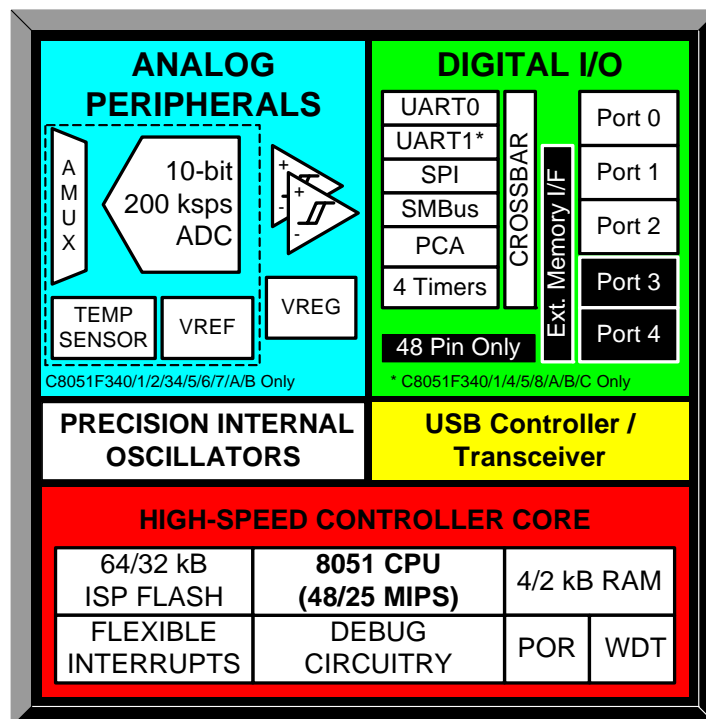 ANALOG
PERIPHERALS
A
M
U
X
10-bit
200 ksps
ADC
+
-
+
-
TEMP
SENSOR
VREF
VREG
C8051F340/1/2/34/5/6/7/A/B Only
DIGITAL I/O
UART0
UART1*
SPI
SMBus
PCA
4 Timers
CROSSBAR
Ext. Memory I/F
Port 0
Port 1
Port 2
Port 3
Port 4
48 Pin Only
* C8051F340/1/4/5/8/A/B/C Only
PRECISION INTERNAL
OSCILLATORS
USB Controller /
Transceiver
HIGH-SPEED CONTROLLER CORE
64/32 kB
ISP FLASH
8051 CPU
(48/25 MIPS)
4/2 kB RAM
FLEXIBLE
INTERRUPTS
DEBUG
CIRCUITRY
POR
WDT